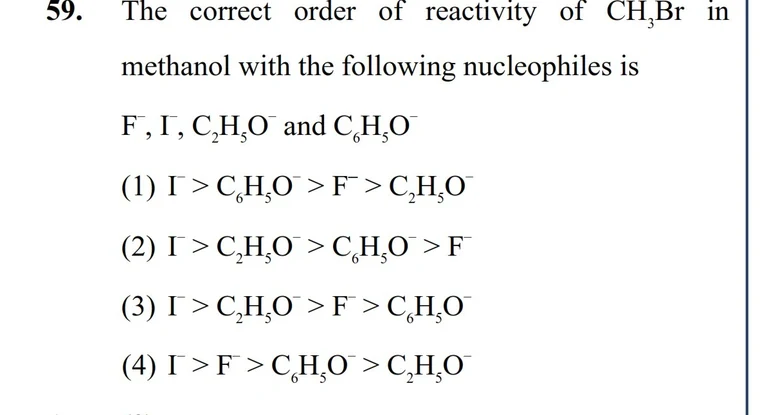 59. The correct order of reactivity of CH₃Br in
methanol with the following nucleophiles is
F⁻, I⁻, C₂H₅O⁻ and C₆H₅O⁻
(1) I⁻ > C₆H₅O⁻ > F⁻ > C₂H₅O⁻
(2) I⁻ > C₂H₅O⁻ > C₆H₅O⁻ > F⁻
(3) I⁻ > C₂H₅O⁻ > F⁻ > C₆H₅O⁻
(4) I⁻ > F⁻ > C₆H₅O⁻ > C₂H₅O⁻